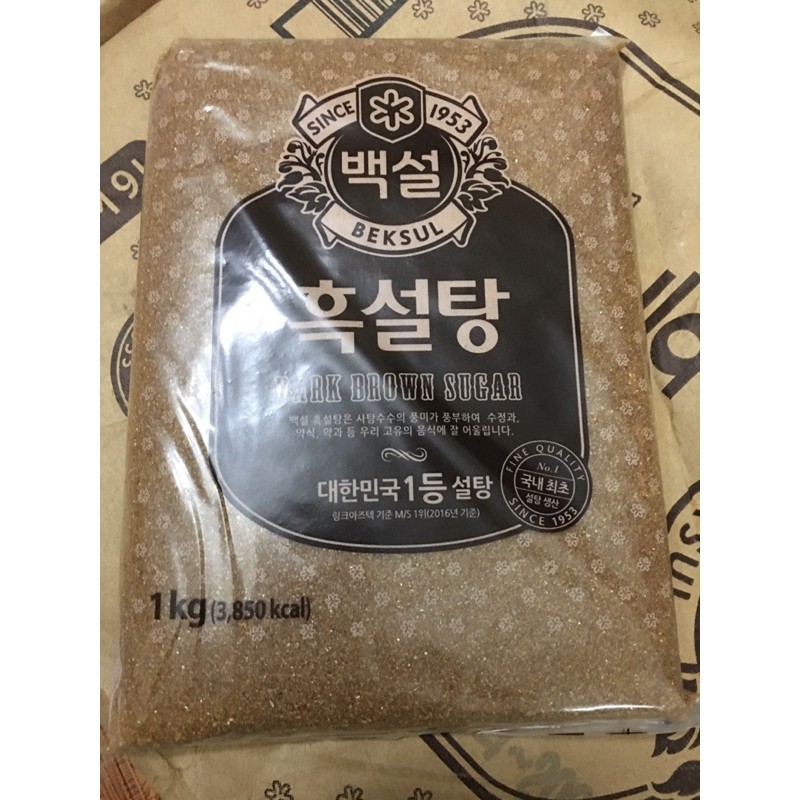 SINCE 1953
백설
BEKSUL
흑설탕
DARK BROWN SUGAR
백설 흑설탕은 사탕수수의 풍미가 풍부하여 수정과,
약식, 약과 등 우리 고유의 음식에 잘 어울립니다.
대한민국 1등 설탕
링크아즈텍 기준 M/S 1위(2016년 기준)
FINE QUALITY
No.1
국내 최초
설탕 생산
SINCE 1953
1kg (3,850 kcal)